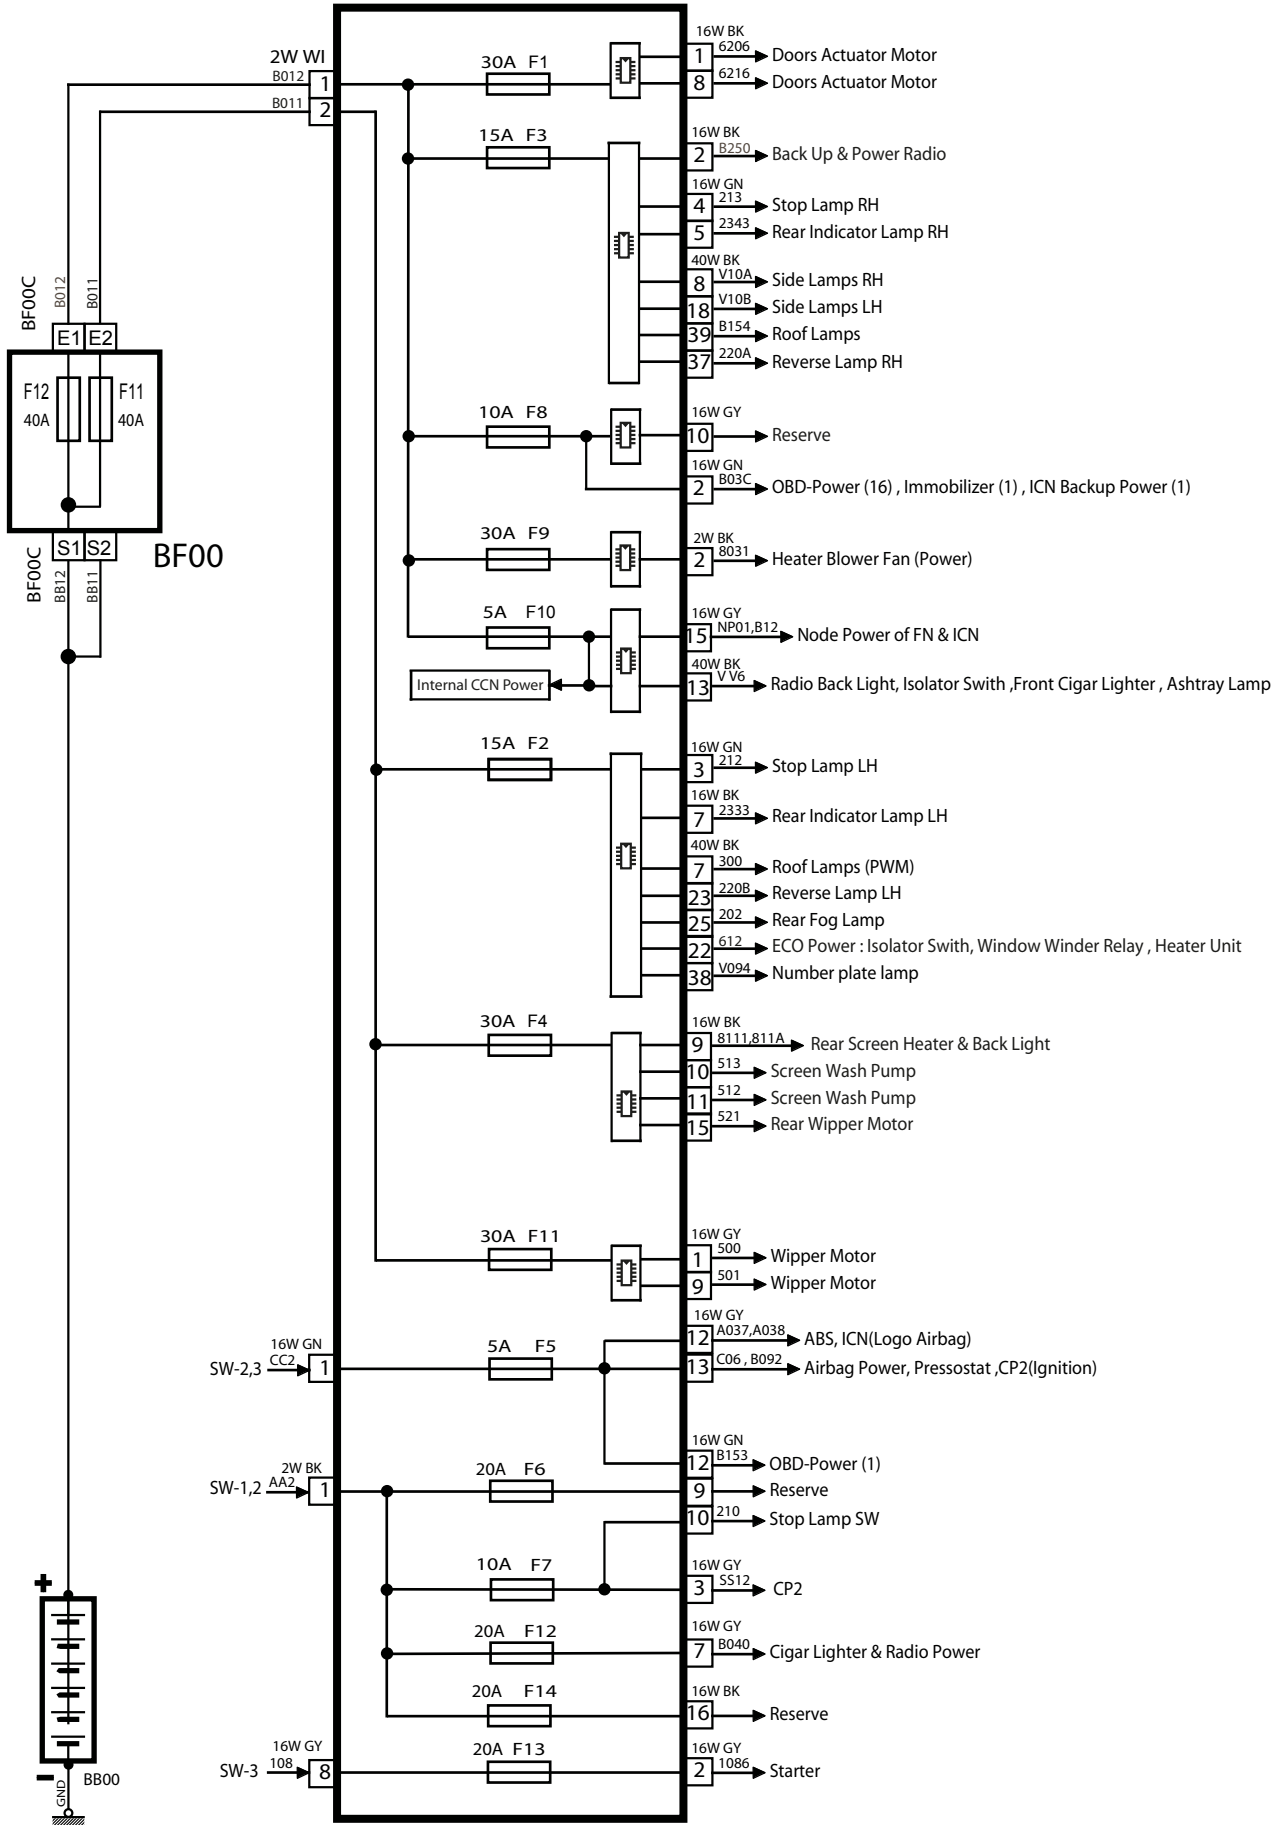 16W BK
2W WI
30A F1
1 6206 Doors Actuator Motor
B012 1
8 6216 Doors Actuator Motor
B011 2
16W BK
15A F3
2 B250 Back Up & Power Radio
16W GN
4 213 Stop Lamp RH
5 2343 Rear Indicator Lamp RH
40W BK
8 V10A Side Lamps RH
18 V10B Side Lamps LH
39 B154 Roof Lamps
37 220A Reverse Lamp RH
BF00C
B012
B011
E1 E2
F12 F11
40A 40A
S1 S2
BF00
BF00C
BB12
BB11
10A F8
16W GY
10 Reserve
16W GN
2 B03C OBD-Power (16) , Immobilizer (1) , ICN Backup Power (1)
30A F9
2W BK
2 8031 Heater Blower Fan (Power)
5A F10
16W GY
15 NP01,B12 Node Power of FN & ICN
Internal CCN Power
40W BK
13 V V6 Radio Back Light, Isolator Swith ,Front Cigar Lighter , Ashtray Lamp
15A F2
16W GN
3 212 Stop Lamp LH
16W BK
7 2333 Rear Indicator Lamp LH
40W BK
7 300 Roof Lamps (PWM)
23 220B Reverse Lamp LH
25 202 Rear Fog Lamp
22 612 ECO Power : Isolator Swith, Window Winder Relay , Heater Unit
38 V094 Number plate lamp
30A F4
16W BK
9 8111,811A Rear Screen Heater & Back Light
10 513 Screen Wash Pump
11 512 Screen Wash Pump
15 521 Rear Wipper Motor
30A F11
16W GY
1 500 Wipper Motor
9 501 Wipper Motor
16W GY
12 A037,A038 ABS, ICN(Logo Airbag)
16W GN
SW-2,3 CC2 1
5A F5
13 C06 , B092 Airbag Power, Pressostat ,CP2(Ignition)
16W GN
12 B153 OBD-Power (1)
2W BK
SW-1,2 AA2 1
20A F6
9 Reserve
10 210 Stop Lamp SW
10A F7
16W GY
3 SS12 CP2
20A F12
16W GY
7 B040 Cigar Lighter & Radio Power
20A F14
16W BK
16 Reserve
16W GY
SW-3 108 8
20A F13
16W GY
2 1086 Starter
+
−
BB00
GND